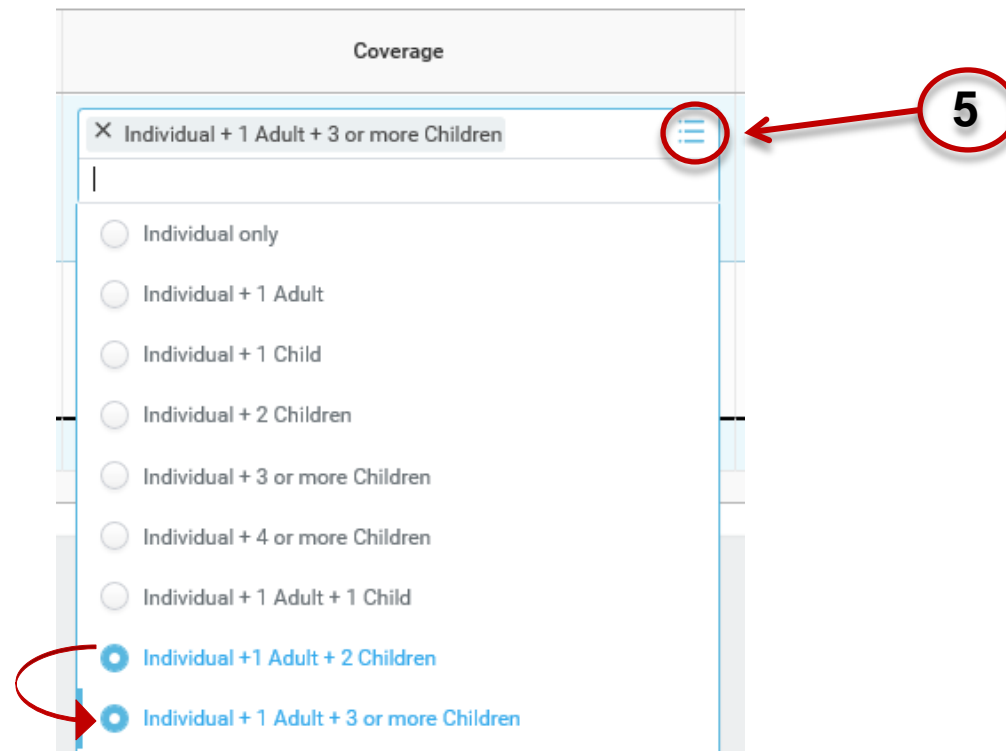 Coverage
× Individual + 1 Adult + 3 or more Children
5
Individual only
Individual + 1 Adult
Individual + 1 Child
Individual + 2 Children
Individual + 3 or more Children
Individual + 4 or more Children
Individual + 1 Adult + 1 Child
Individual +1 Adult + 2 Children
Individual + 1 Adult + 3 or more Children